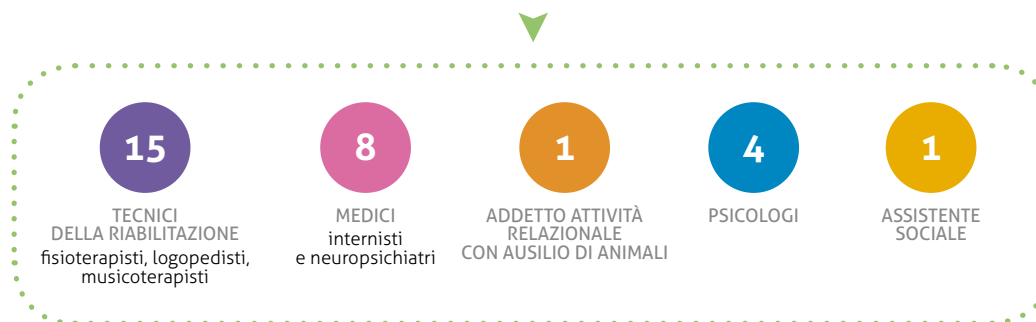 15
TECNICI
DELLA RIABILITAZIONE
fisioterapisti, logopedisti,
musicoterapisti
8
MEDICI
internisti
e neuropsichiatri
1
ADDETTO ATTIVITÀ
RELAZIONALE
CON AUSILIO DI ANIMALI
4
PSICOLOGI
1
ASSISTENTE
SOCIALE